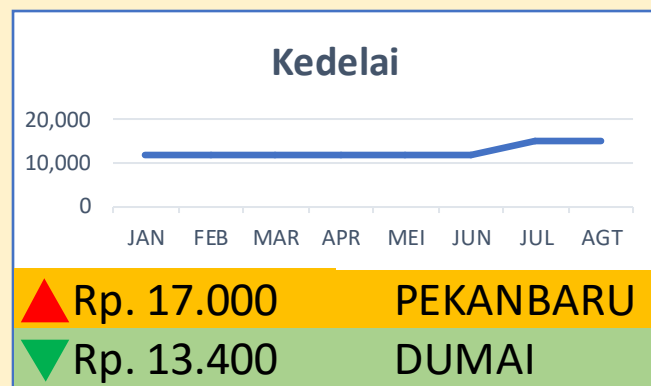 Kedelai
20,000
10,000
0
JAN FEB MAR APR MEI JUN JUL AGT
Rp. 17.000 PEKANBARU
Rp. 13.400 DUMAI